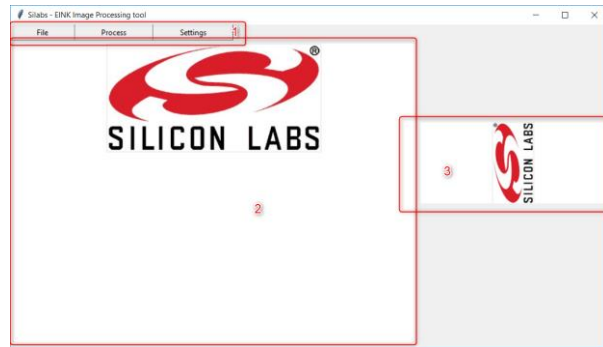 Silabs - EINK Image Processing tool
File Process Settings 1
®
SILICON LABS
2
3
SILICON LABS